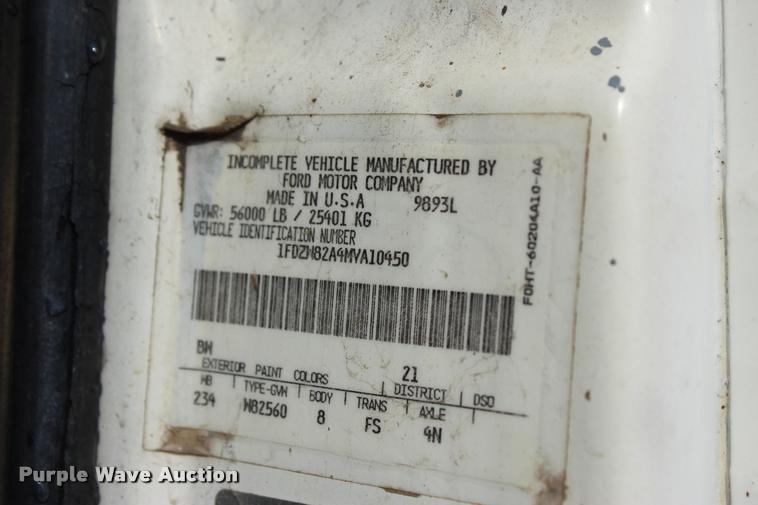 INCOMPLETE VEHICLE MANUFACTURED BY
FORD MOTOR COMPANY
MADE IN U.S.A 9893L
GVWR: 56000 LB / 25401 KG
VEHICLE IDENTIFICATION NUMBER
1FDZW82A4MVA10450
F0HT-60204A10-AA
BW 21
EXTERIOR PAINT COLORS DISTRICT DSO
WB TYPE-GVW BODY TRANS AXLE
234 W82560 8 FS 4N
Purple Wave Auction